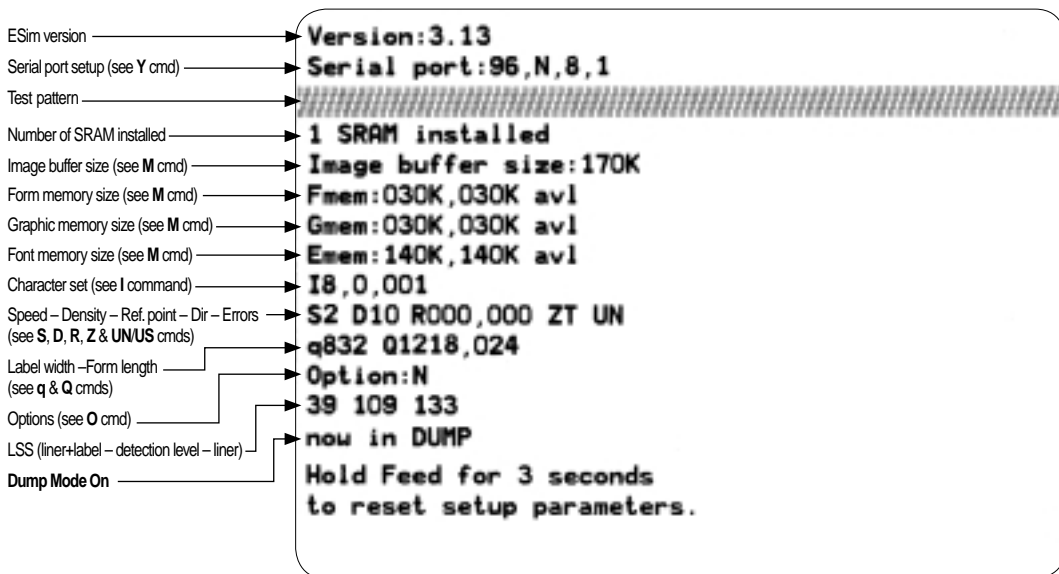 ESim version
Serial port setup (see Y cmd)
Test pattern
Number of SRAM installed
Image buffer size (see M cmd)
Form memory size (see M cmd)
Graphic memory size (see M cmd)
Font memory size (see M cmd)
Character set (see I command)
Speed – Density – Ref. point – Dir – Errors
(see S, D, R, Z & UN/US cmds)
Label width –Form length
(see q & Q cmds)
Options (see O cmd)
LSS (liner+label – detection level – liner)
Dump Mode On
Version:3.13
Serial port:96,N,8,1
1 SRAM installed
Image buffer size:170K
Fmem:030K,030K avl
Gmem:030K,030K avl
Emem:140K,140K avl
I8,0,001
S2 D10 R000,000 ZT UN
q832 Q1218,024
Option:N
39 109 133
now in DUMP
Hold Feed for 3 seconds
to reset setup parameters.